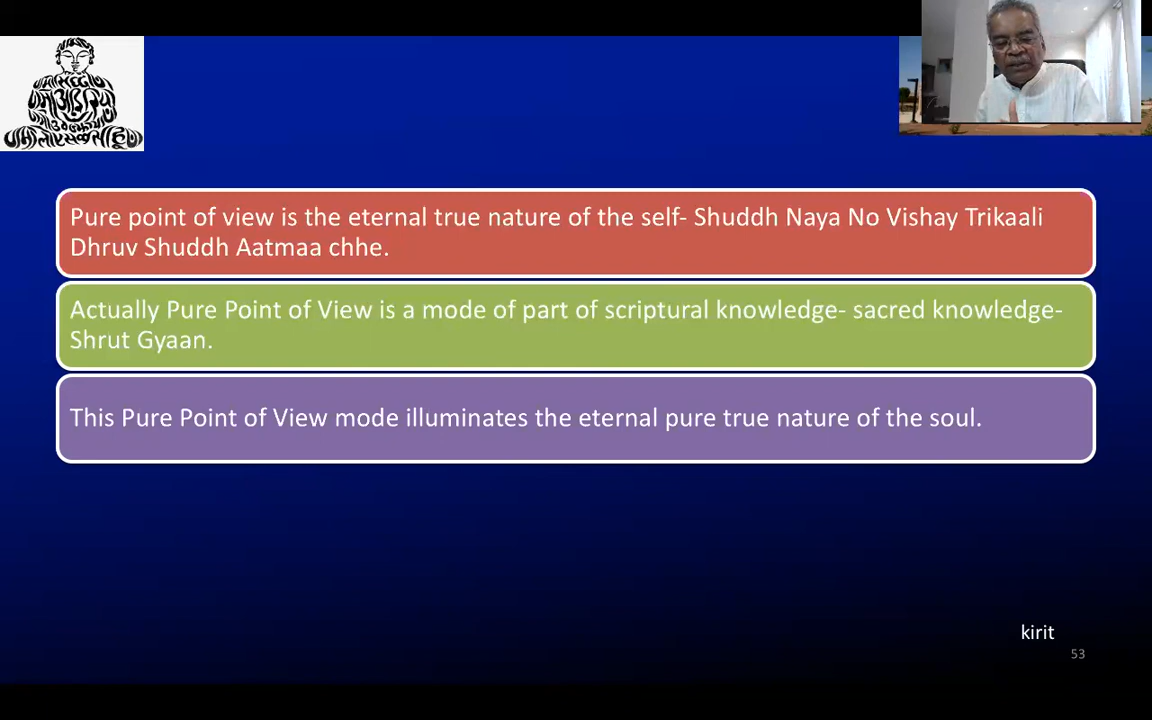 Pure point of view is the eternal true nature of the self- Shuddh Naya No Vishay Trikaali
Dhruv Shuddh Aatmaa chhe.
Actually Pure Point of View is a mode of part of scriptural knowledge- sacred knowledge-
Shrut Gyaan.
This Pure Point of View mode illuminates the eternal pure true nature of the soul.
kirit
53